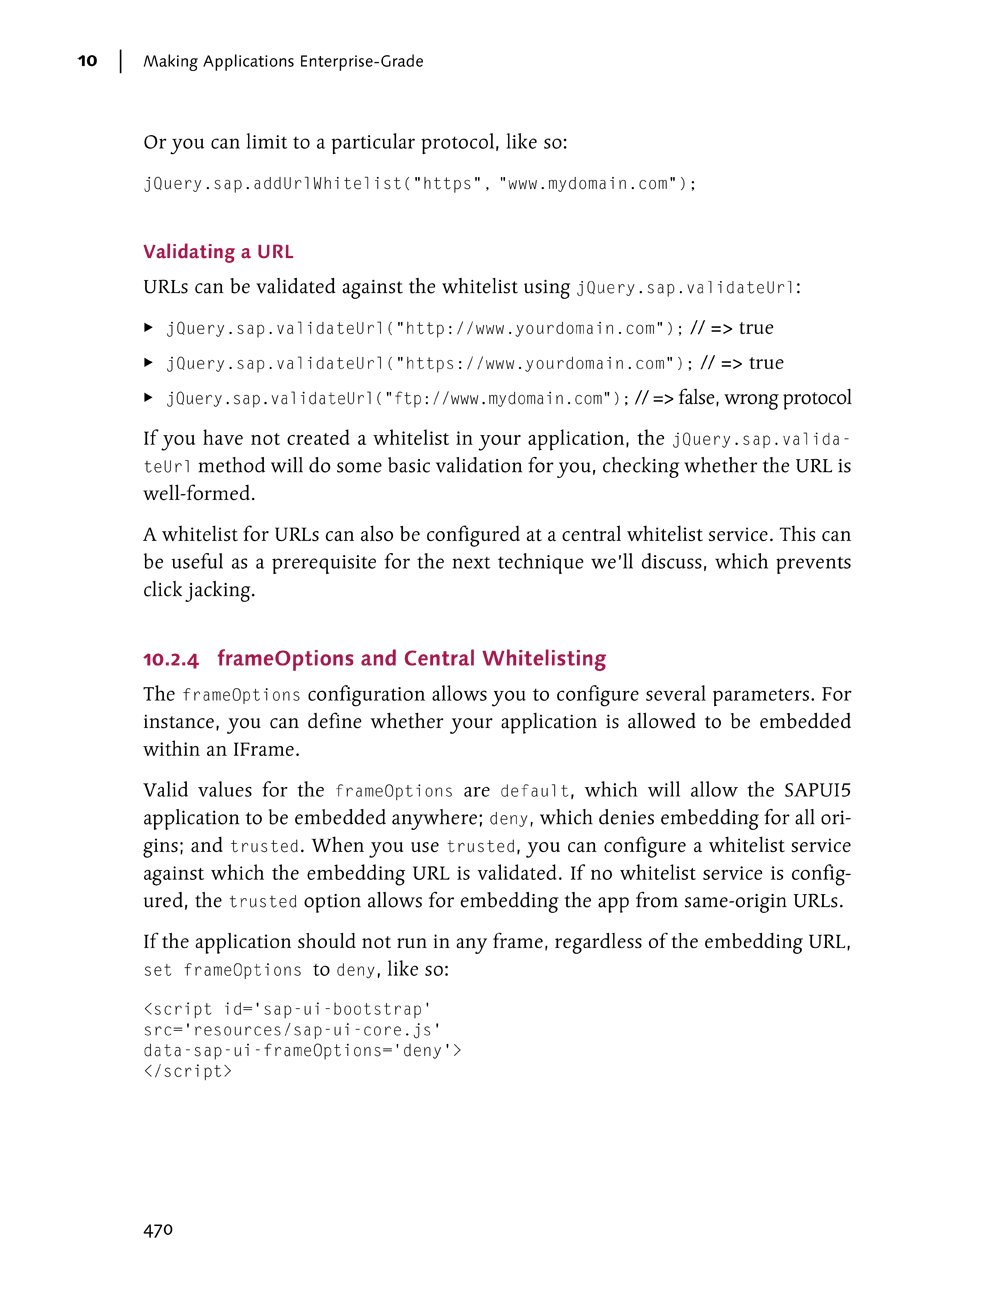 10 | Making Applications Enterprise-Grade
Or you can limit to a particular protocol, like so:
jQuery.sap.addUrlWhitelist("https", "www.mydomain.com");
Validating a URL
URLs can be validated against the whitelist using jQuery.sap.validateUrl:
▶ jQuery.sap.validateUrl("http://www.yourdomain.com"); // => true
▶ jQuery.sap.validateUrl("https://www.yourdomain.com"); // => true
▶ jQuery.sap.validateUrl("ftp://www.mydomain.com"); // => false, wrong protocol
If you have not created a whitelist in your application, the jQuery.sap.valida-
teUrl method will do some basic validation for you, checking whether the URL is
well-formed.
A whitelist for URLs can also be configured at a central whitelist service. This can
be useful as a prerequisite for the next technique we'll discuss, which prevents
click jacking.
10.2.4 frameOptions and Central Whitelisting
The frameOptions configuration allows you to configure several parameters. For
instance, you can define whether your application is allowed to be embedded
within an IFrame.
Valid values for the frameOptions are default, which will allow the SAPUI5
application to be embedded anywhere; deny, which denies embedding for all ori-
gins; and trusted. When you use trusted, you can configure a whitelist service
against which the embedding URL is validated. If no whitelist service is config-
ured, the trusted option allows for embedding the app from same-origin URLs.
If the application should not run in any frame, regardless of the embedding URL,
set frameOptions to deny, like so:
<script id='sap-ui-bootstrap'
src='resources/sap-ui-core.js'
data-sap-ui-frameOptions='deny'>
</script>
470